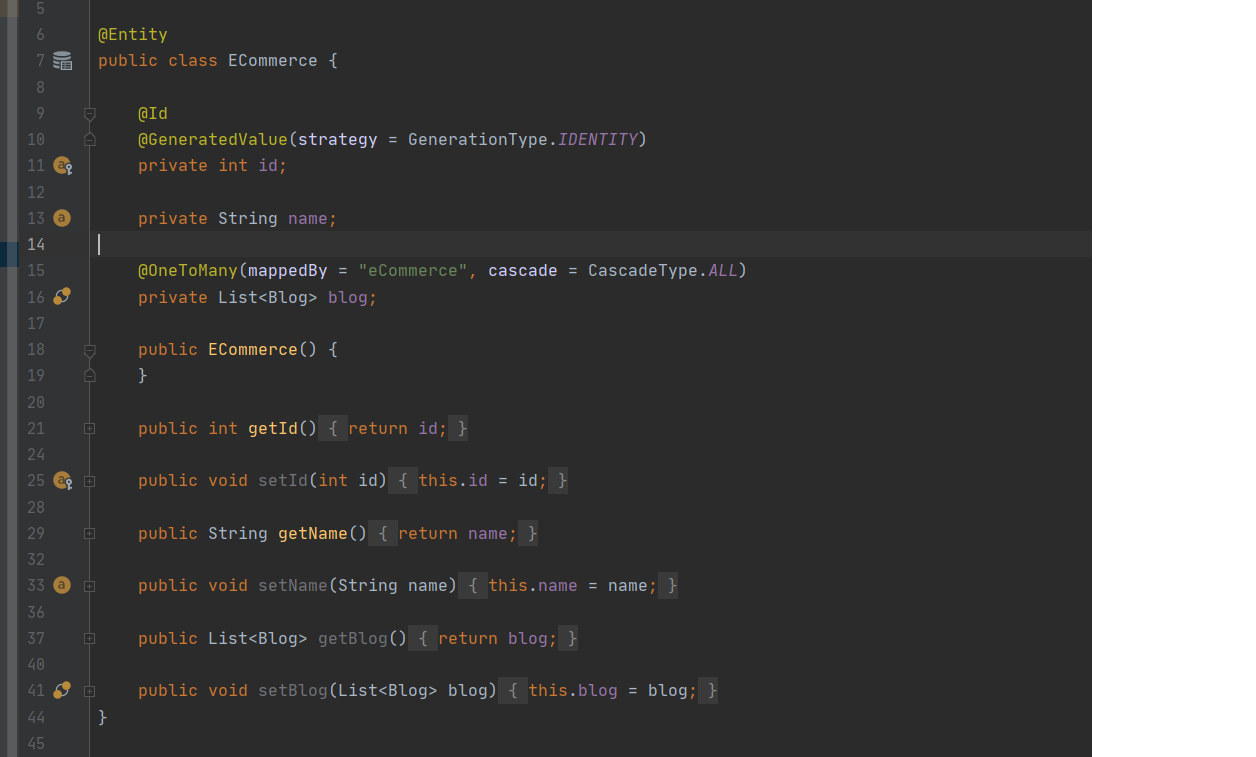 5
6 @Entity
7 public class ECommerce {
8
9 @Id
10 @GeneratedValue(strategy = GenerationType.IDENTITY)
11 private int id;
12
13 private String name;
14
15 @OneToMany(mappedBy = "eCommerce", cascade = CascadeType.ALL)
16 private List<Blog> blog;
17
18 public ECommerce() {
19 }
20
21 public int getId() { return id; }
24
25 public void setId(int id) { this.id = id; }
28
29 public String getName() { return name; }
32
33 public void setName(String name) { this.name = name; }
36
37 public List<Blog> getBlog() { return blog; }
40
41 public void setBlog(List<Blog> blog) { this.blog = blog; }
44 }
45